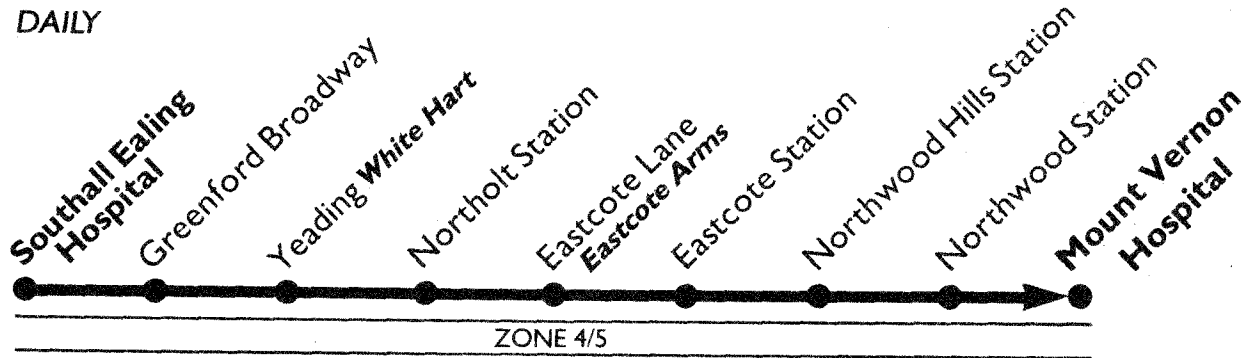 DAILY
Southall Ealing
Hospital
Greenford Broadway
Yeading White Hart
Northolt Station
Eastcote Lane
Eastcote Arms
Eastcote Station
Northwood Hills Station
Northwood Station
Mount Vernon
Hospital
ZONE 4/5